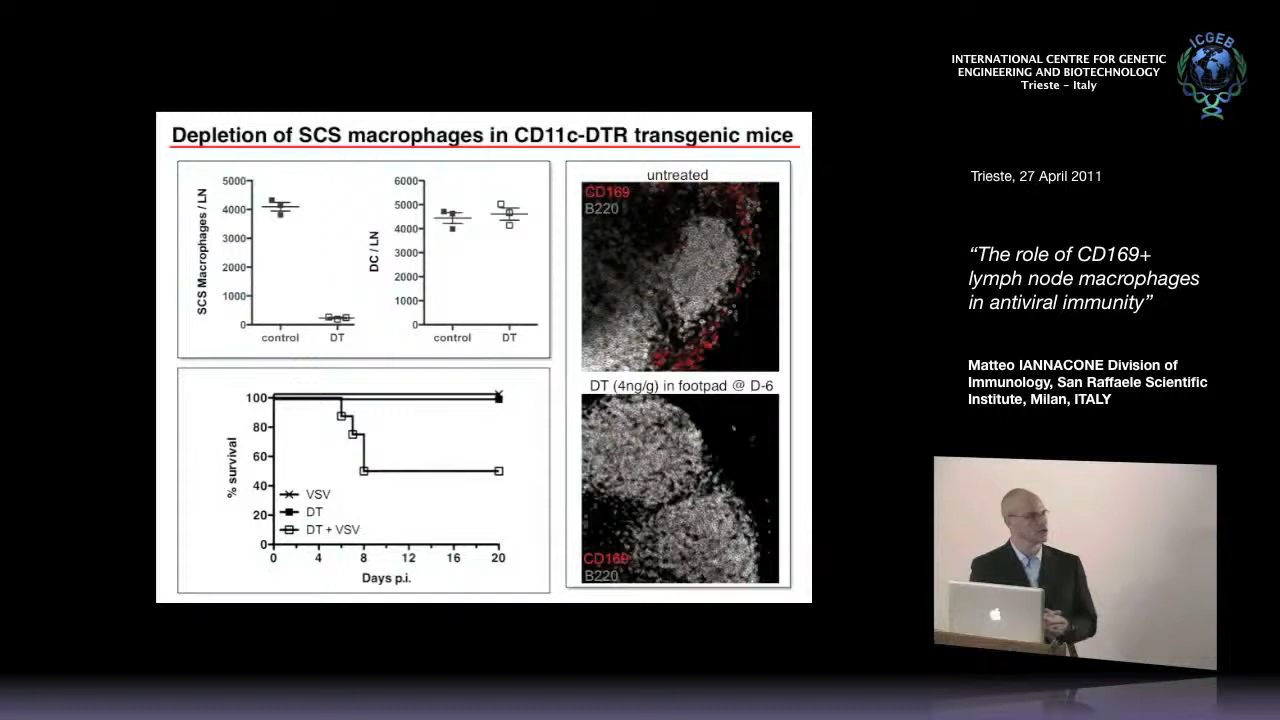 INTERNATIONAL CENTRE FOR GENETIC
ENGINEERING AND BIOTECHNOLOGY
Trieste – Italy
ICGEB
Trieste, 27 April 2011
“The role of CD169+
lymph node macrophages
in antiviral immunity”
Matteo IANNACONE Division of
Immunology, San Raffaele Scientific
Institute, Milan, ITALY
Depletion of SCS macrophages in CD11c-DTR transgenic mice
SCS Macrophages / LN
5000
4000
3000
2000
1000
0
control DT
DC / LN
6000
5000
4000
3000
2000
1000
0
control DT
untreated
CD169
B220
DT (4ng/g) in footpad @ D-6
CD169
B220
% survival
100
80
60
40
20
0
VSV
DT
DT + VSV
0 4 8 12 16 20
Days p.i.